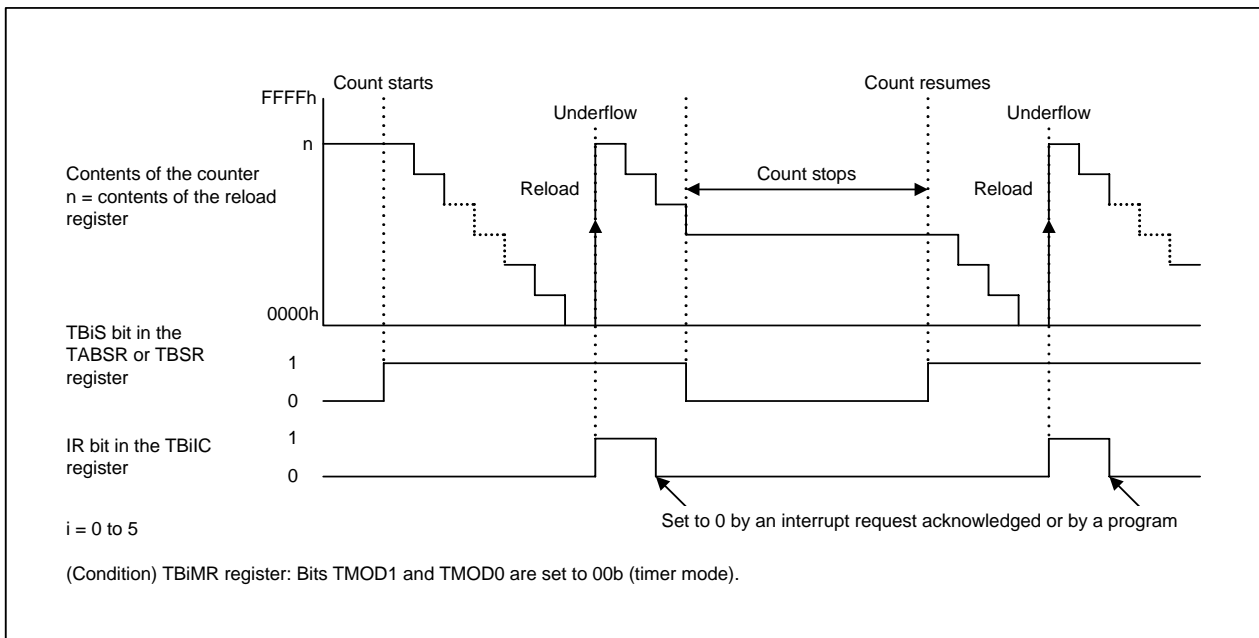 Count starts
Count resumes
FFFFh
Underflow
Underflow
n
Contents of the counter
n = contents of the reload
register
Reload
Count stops
Reload
0000h
TBiS bit in the
TABSR or TBSR
register
1
0
IR bit in the TBiIC
register
1
0
Set to 0 by an interrupt request acknowledged or by a program
i = 0 to 5
(Condition) TBiMR register: Bits TMOD1 and TMOD0 are set to 00b (timer mode).